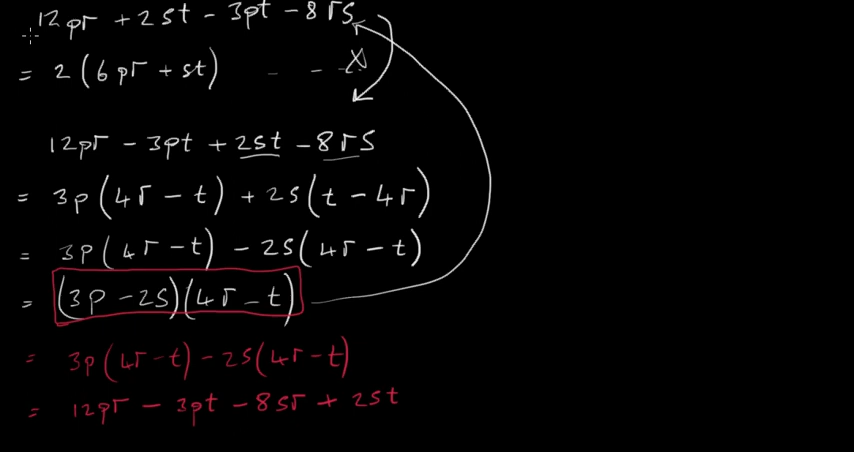 12pr + 2st - 3pt - 8rs
= 2(6pr + st) - - - X
12pr - 3pt + 2st - 8rs
= 3p(4r - t) + 2s(t - 4r)
= 3p(4r - t) - 2s(4r - t)
= (3p - 2s)(4r - t)
= 3p(4r - t) - 2s(4r - t)
= 12pr - 3pt - 8sr + 2st